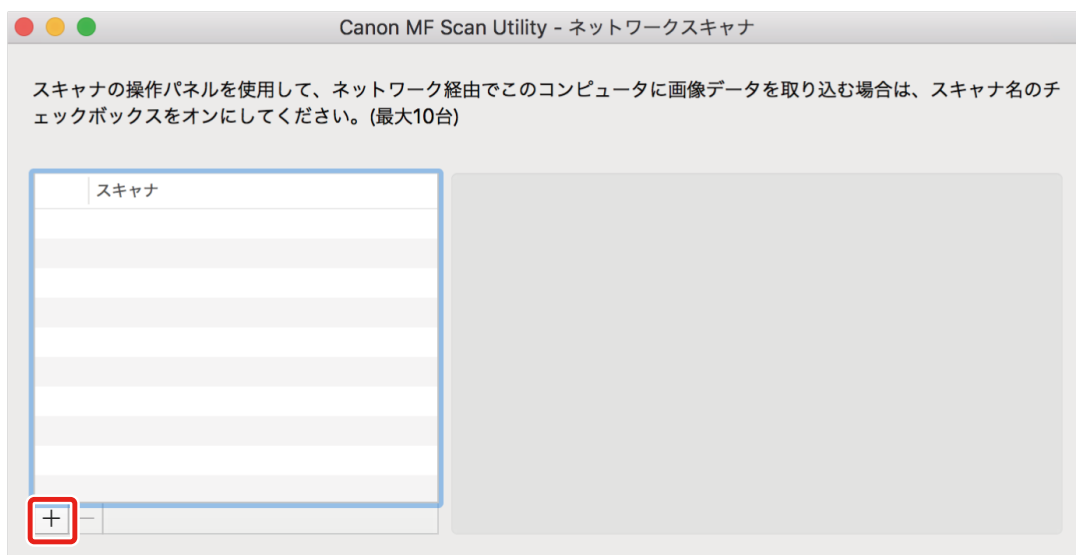 Canon MF Scan Utility - ネットワークスキャナ
スキャナの操作パネルを使用して、ネットワーク経由でこのコンピュータに画像データを取り込む場合は、スキャナ名のチ
ェックボックスをオンにしてください。(最大10台)
スキャナ